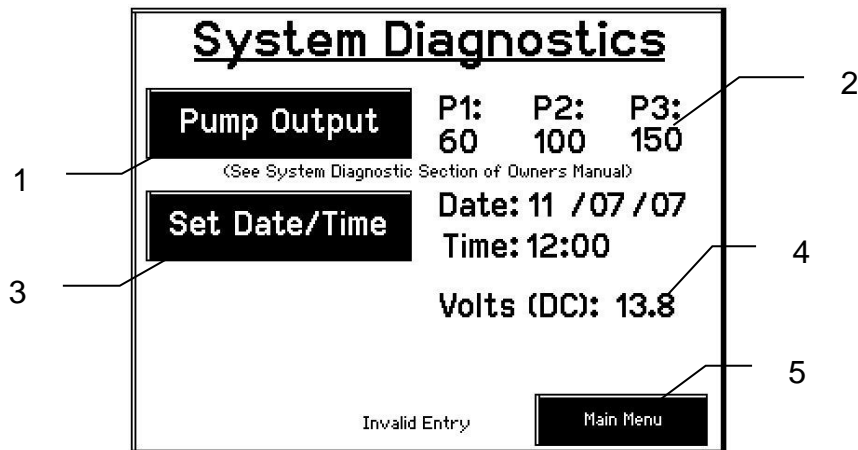 System Diagnostics
Pump Output
P1: P2: P3:
60 100 150
(See System Diagnostic Section of Owners Manual)
Set Date/Time
Date: 11 /07 /07
Time: 12:00
Volts (DC): 13.8
Invalid Entry
Main Menu
1
2
3
4
5